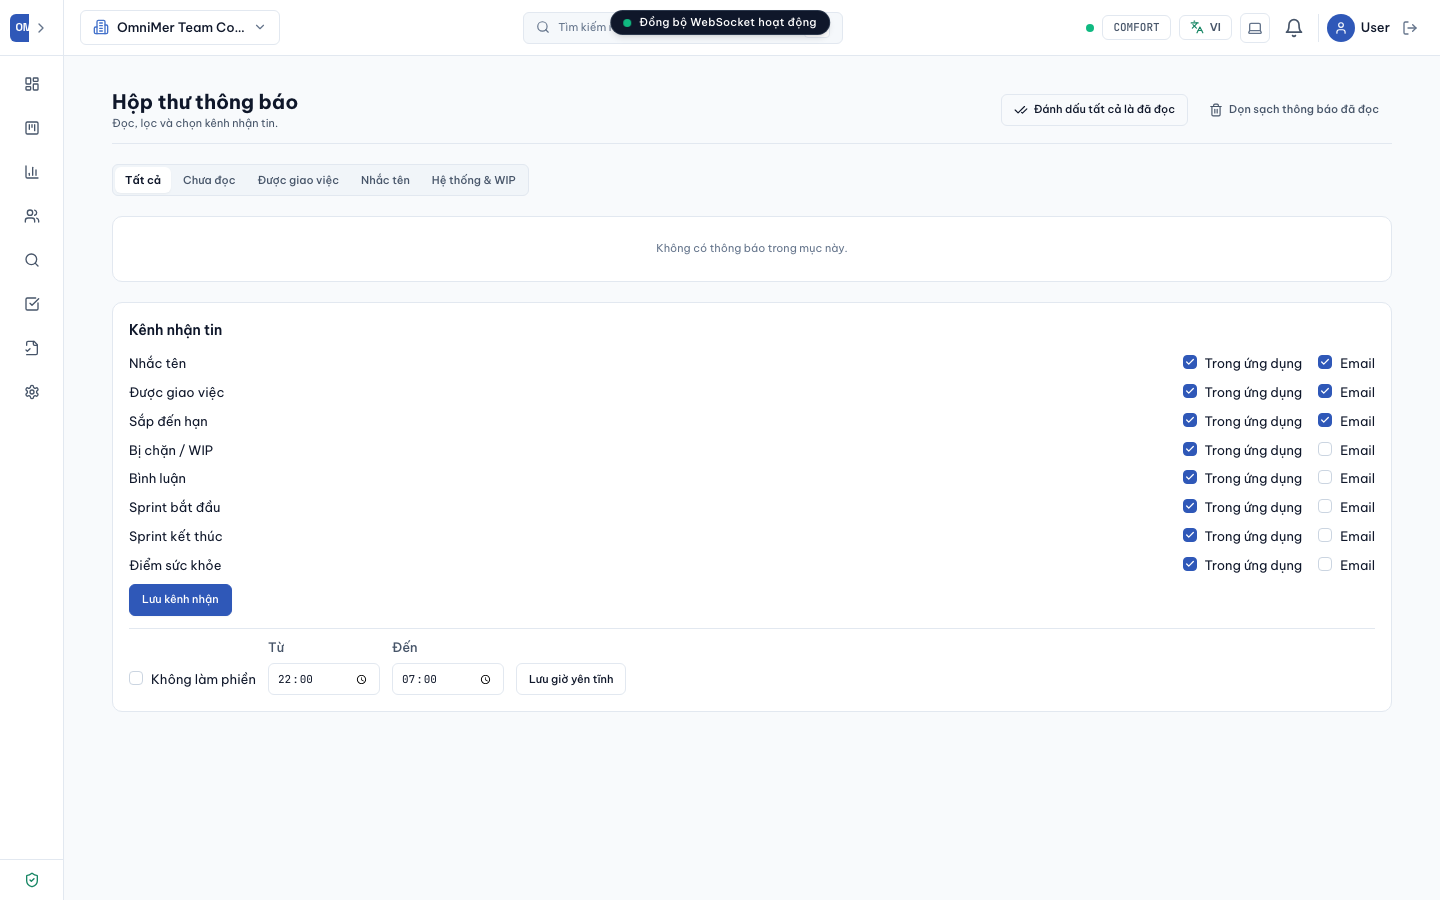 OM
OmniMer Team Co...
Tìm kiếm
Đồng bộ WebSocket hoạt động
COMFORT
VI
User
Hộp thư thông báo
Đọc, lọc và chọn kênh nhận tin.
Đánh dấu tất cả là đã đọc
Dọn sạch thông báo đã đọc
Tất cả
Chưa đọc
Được giao việc
Nhắc tên
Hệ thống & WIP
Không có thông báo trong mục này.
Kênh nhận tin
Nhắc tên Trong ứng dụng Email
Được giao việc Trong ứng dụng Email
Sắp đến hạn Trong ứng dụng Email
Bị chặn / WIP Trong ứng dụng Email
Bình luận Trong ứng dụng Email
Sprint bắt đầu Trong ứng dụng Email
Sprint kết thúc Trong ứng dụng Email
Điểm sức khỏe Trong ứng dụng Email
Lưu kênh nhận
Từ Đến
Không làm phiền 22:00 07:00 Lưu giờ yên tĩnh